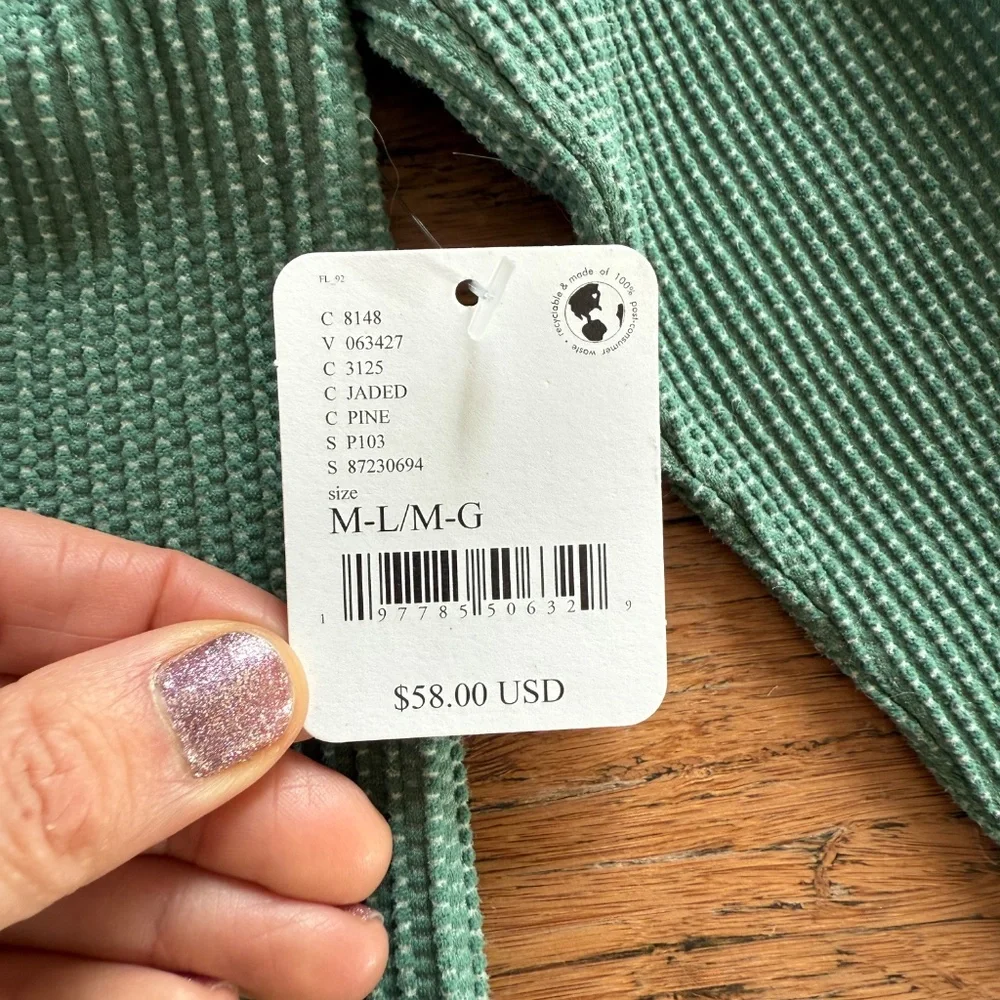 FL_92
recyclable & made of 100% post-consumer waste •
C 8148
V 063427
C 3125
C JADED
C PINE
S P103
S 87230694
size
M-L/M-G
1 97785 50632 9
$58.00 USD